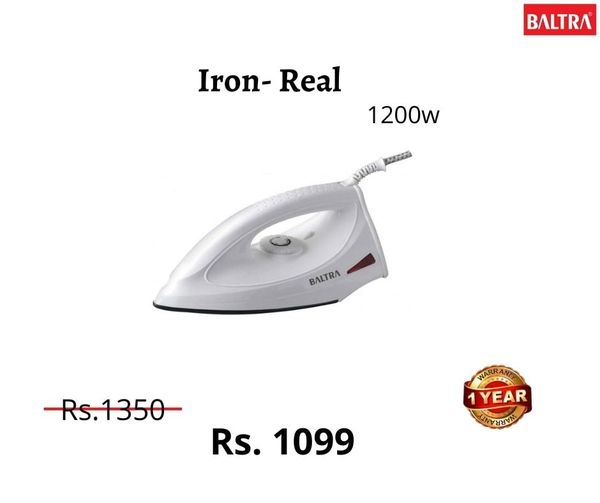 BALTRA®
Iron- Real
1200w
BALTRA
WARRANTY
1 YEAR
WARRANTY
Rs.1350
Rs. 1099